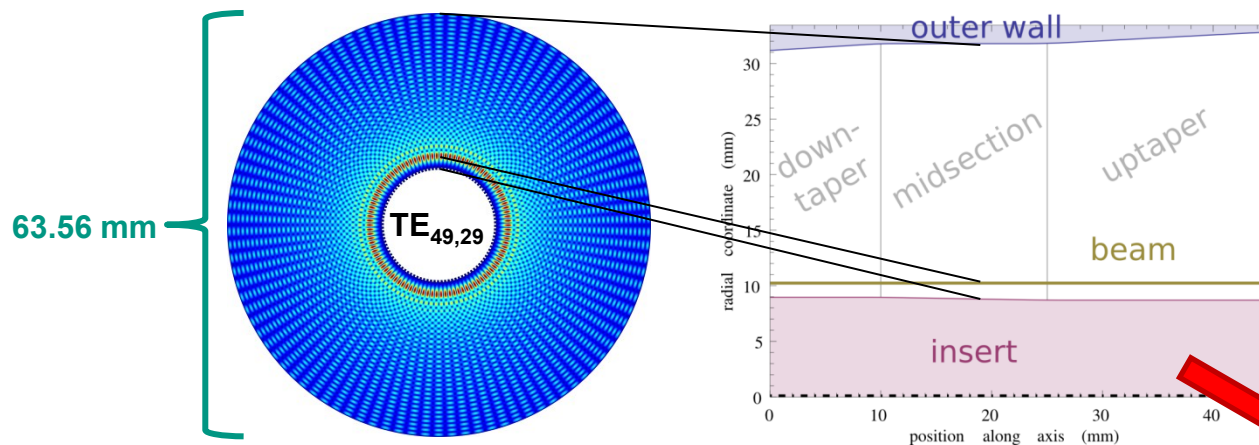 63.56 mm
TE49,29
outer wall
down-
taper
midsection
uptaper
beam
insert
radial coordinate (mm)
30
25
20
15
10
5
0
0
10
20
30
40
position along axis (mm)